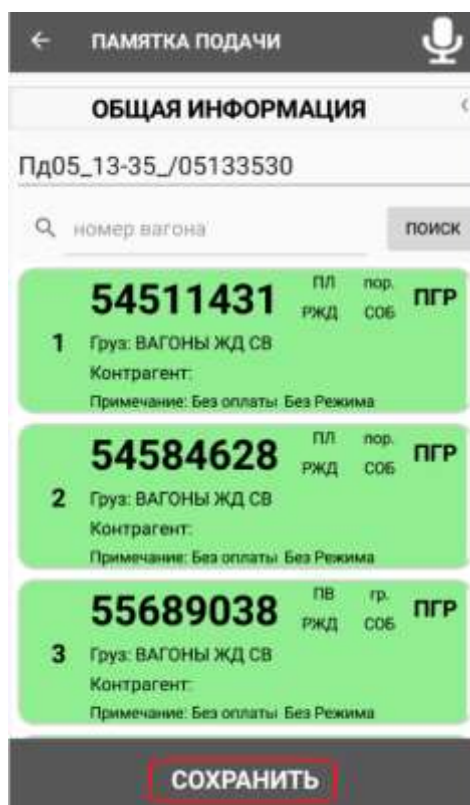 ПАМЯТКА ПОДАЧИ
ОБЩАЯ ИНФОРМАЦИЯ
Пд05_13-35_/05133530
номер вагона ПОИСК
54511431 ПЛ пор. ПГР
РЖД СОБ
1 Груз: ВАГОНЫ ЖД СВ
Контрагент:
Примечание: Без оплаты Без Режима
54584628 ПЛ пор. ПГР
РЖД СОБ
2 Груз: ВАГОНЫ ЖД СВ
Контрагент:
Примечание: Без оплаты Без Режима
55689038 ПВ гр. ПГР
РЖД СОБ
3 Груз: ВАГОНЫ ЖД СВ
Контрагент:
Примечание: Без оплаты Без Режима
СОХРАНИТЬ